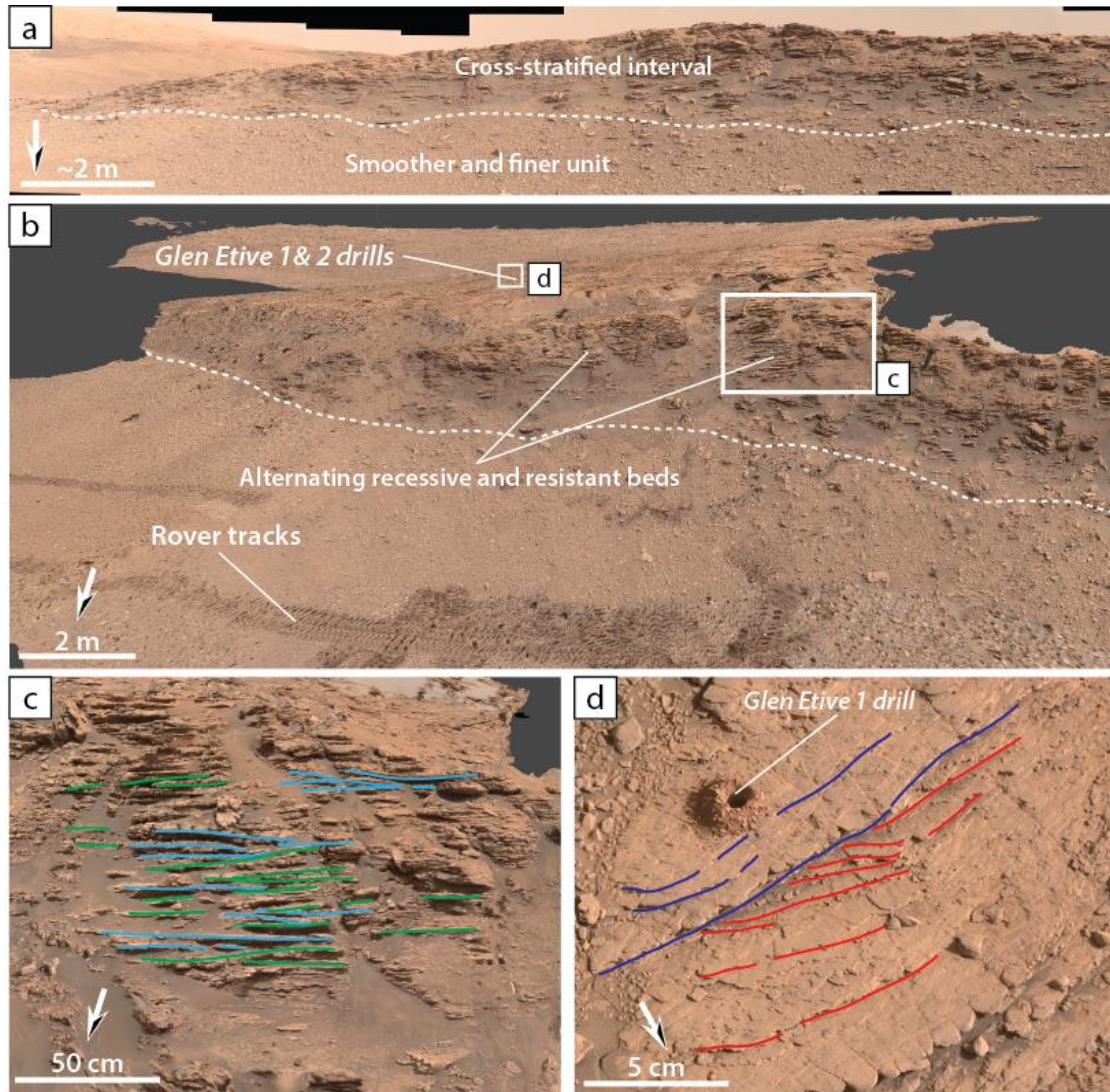 a
Cross-stratified interval
Smoother and finer unit
~2 m
b
Glen Etive 1& 2 drills
d
c
Alternating recessive and resistant beds
Rover tracks
2 m
c
50 cm
d
Glen Etive 1 drill
5 cm